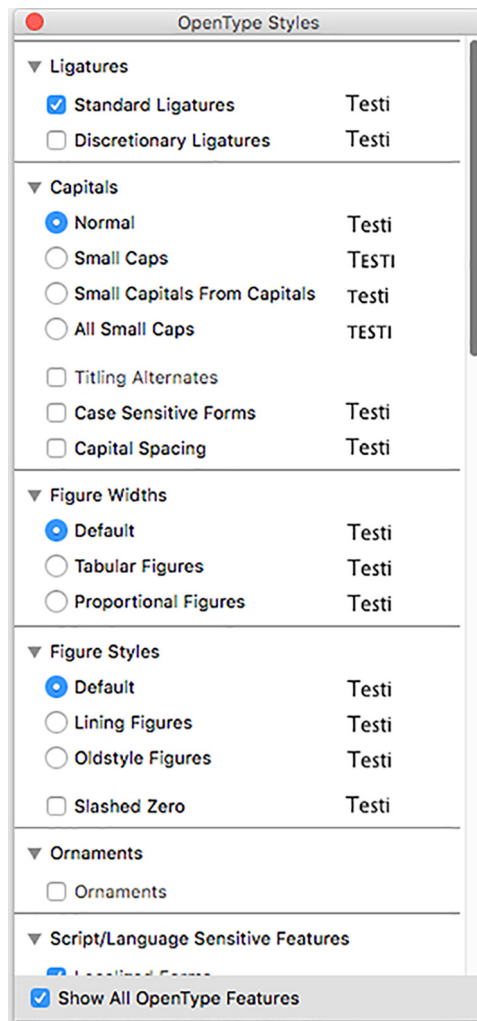 OpenType Styles
Ligatures
Standard Ligatures Testi
Discretionary Ligatures Testi
Capitals
Normal Testi
Small Caps TESTI
Small Capitals From Capitals Testi
All Small Caps TESTI
Titling Alternates
Case Sensitive Forms Testi
Capital Spacing Testi
Figure Widths
Default Testi
Tabular Figures Testi
Proportional Figures Testi
Figure Styles
Default Testi
Lining Figures Testi
Oldstyle Figures Testi
Slashed Zero Testi
Ornaments
Ornaments
Script/Language Sensitive Features
Localized Forms
Show All OpenType Features